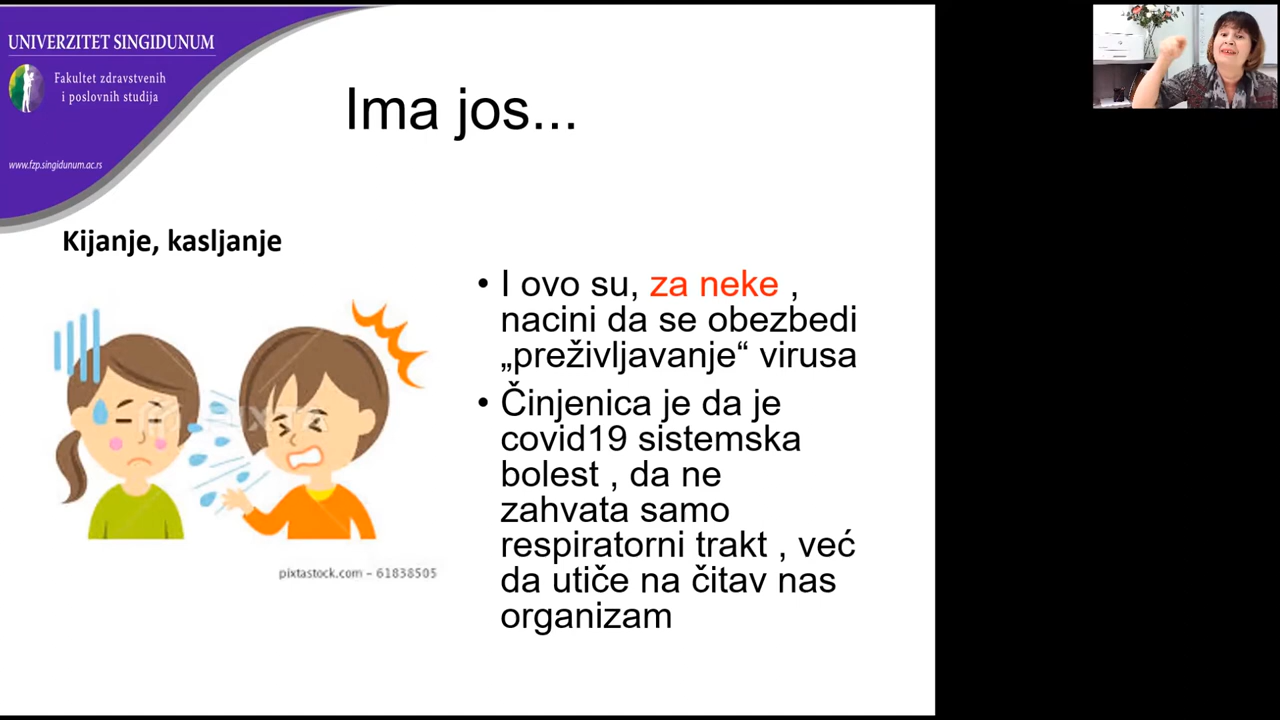 UNIVERZITET SINGIDUNUM
Fakultet zdravstvenih
i poslovnih studija
www.fzp.singidunum.ac.rs
Ima jos...
Kijanje, kasljanje
• I ovo su, za neke ,
nacini da se obezbedi
„preživljavanje“ virusa
• Činjenica je da je
covid19 sistemska
bolest , da ne
zahvata samo
respiratorni trakt , već
da utiče na čitav nas
organizam
PIXTA
pixtastock.com – 61838505